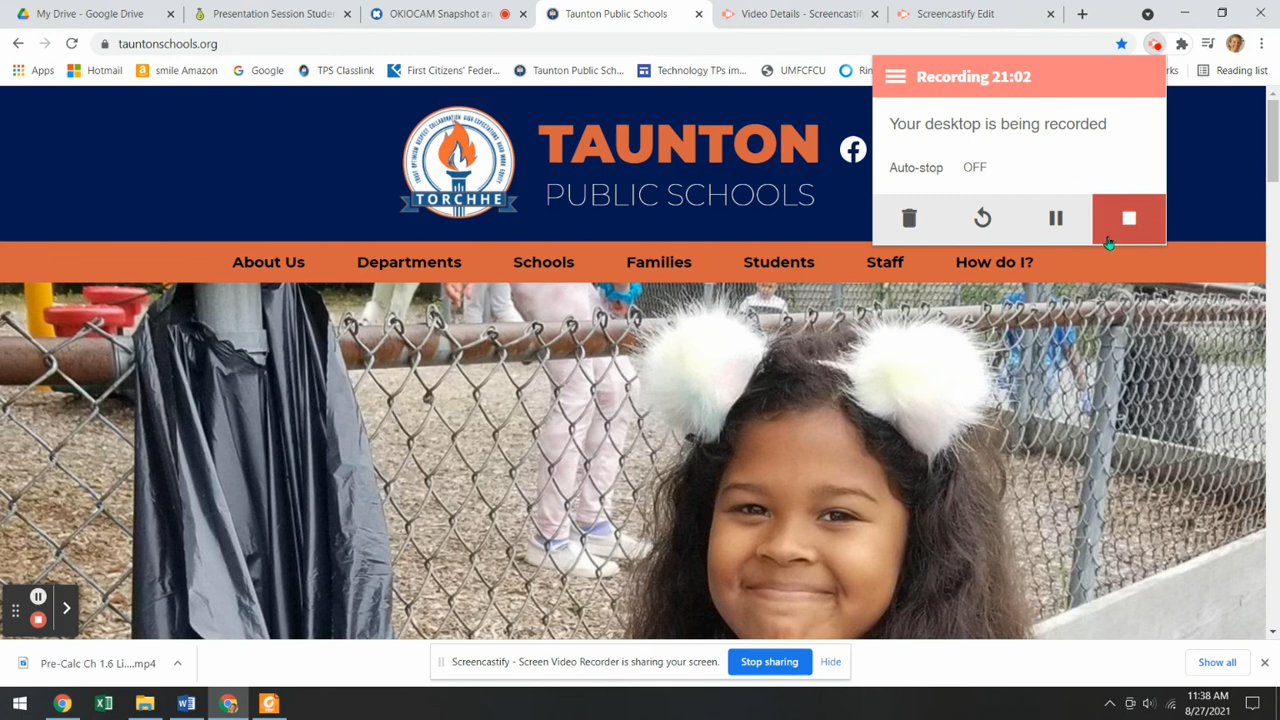 My Drive - Google Drive
Presentation Session Stude
OKIOCAM Snapshot an
Taunton Public Schools
Video Details - Screencastif
Screencastify Edit
tauntonschools.org
Apps
Hotmail
smile Amazon
Google
TPS Classlink
First Citizens' Feder...
Taunton Public Sch...
Technology TPs im...
UMFCFCU
Reading list
Recording 21:02
Your desktop is being recorded
Auto-stop OFF
TORCHHE
TAUNTON
PUBLIC SCHOOLS
About Us
Departments
Schools
Families
Students
Staff
How do I?
Pre-Calc Ch 1.6 Li....mp4
Screencastify - Screen Video Recorder is sharing your screen.
Stop sharing
Hide
Show all
11:38 AM
8/27/2021